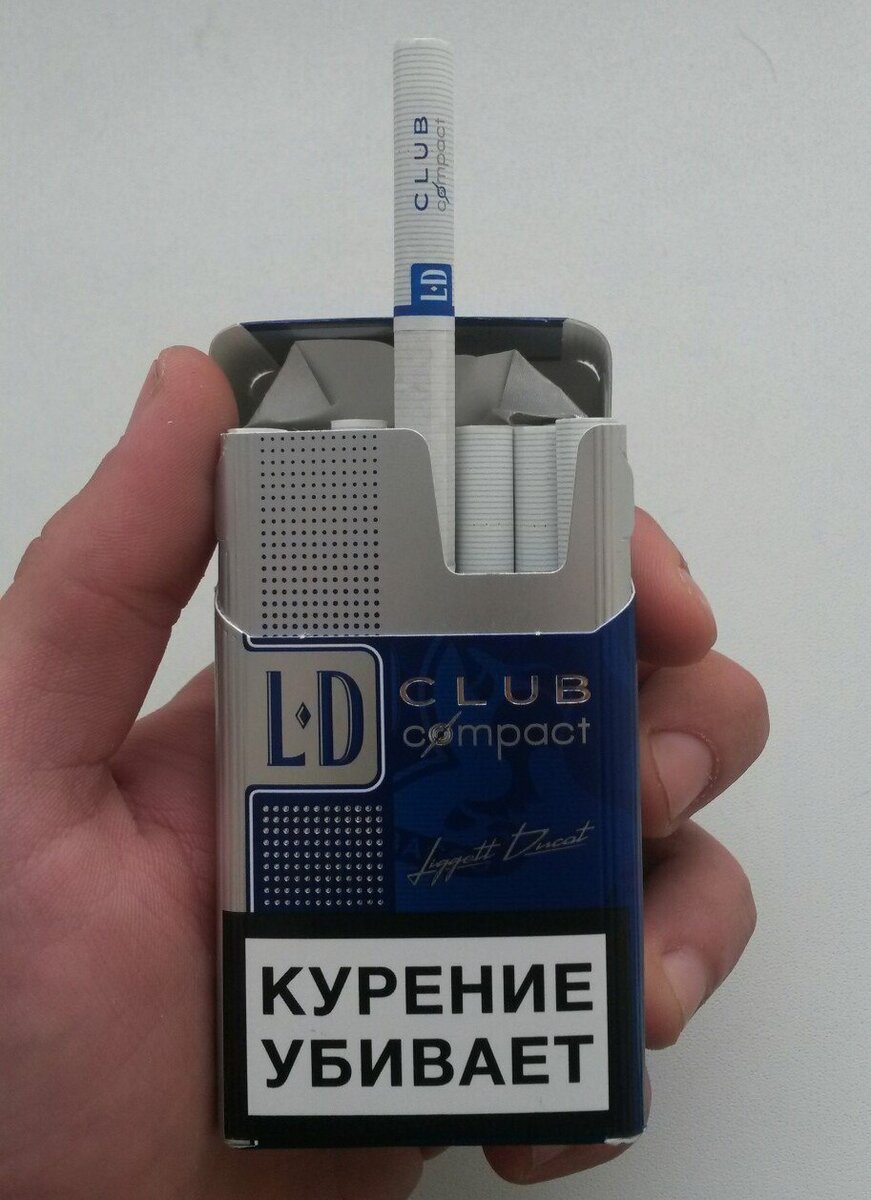 CLUB
compact
L·D
L·D
CLUB
compact
Liggett Ducat
КУРЕНИЕ
УБИВАЕТ